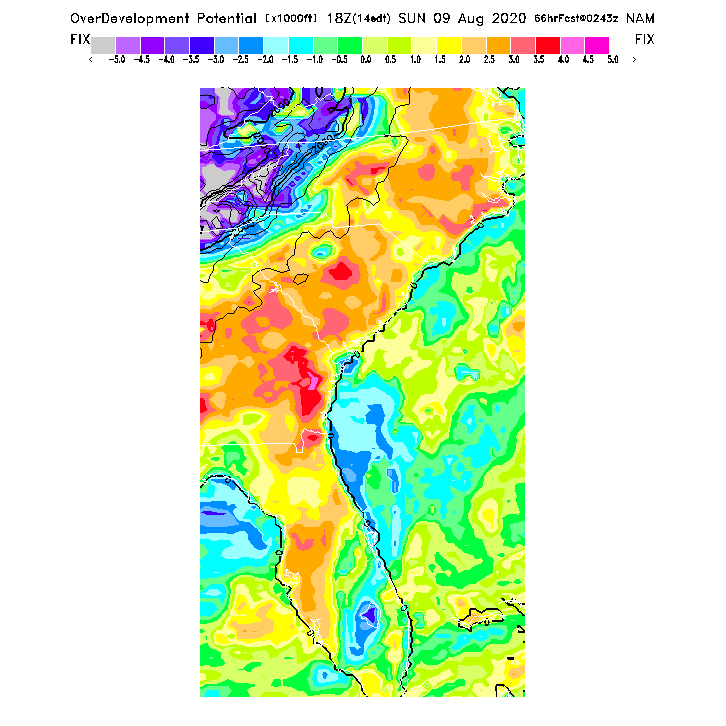 OverDevelopment Potential [x1000ft] 18Z(14edt) SUN 09 Aug 2020 66hrFcst@0243z NAM
FIX FIX
< -5.0 -4.5 -4.0 -3.5 -3.0 -2.5 -2.0 -1.5 -1.0 -0.5 0.0 0.5 1.0 1.5 2.0 2.5 3.0 3.5 4.0 4.5 5.0 >